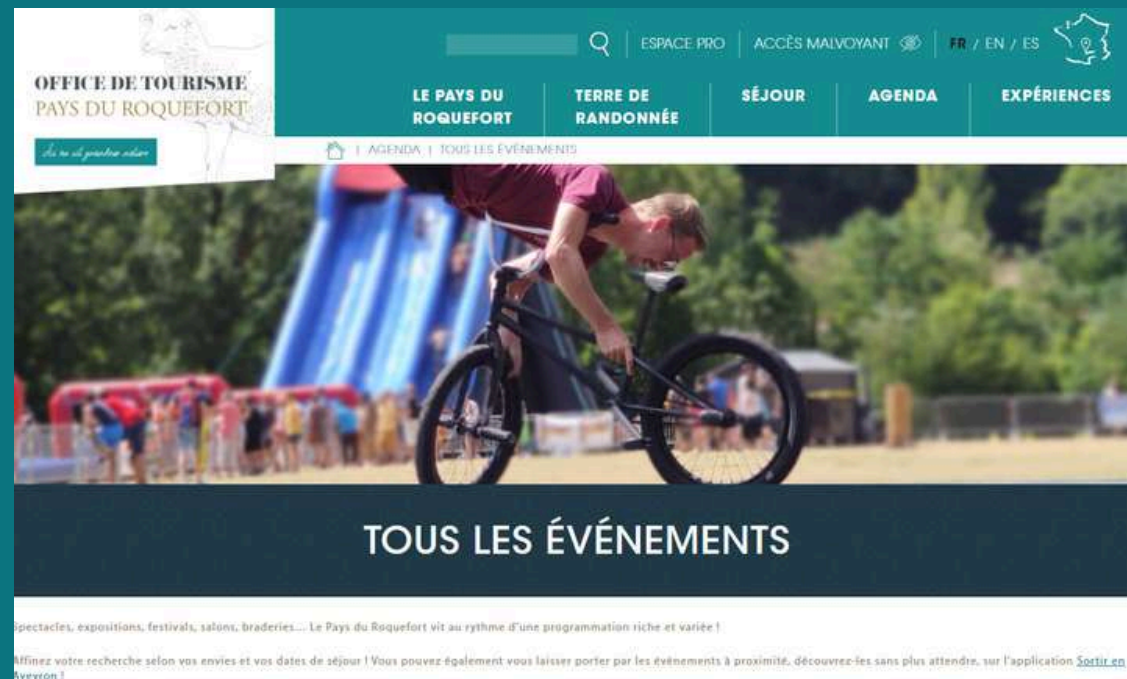 ESPACE PRO
ACCÈS MALVOYANT
FR / EN / ES
OFFICE DE TOURISME
PAYS DU ROQUEFORT
LE PAYS DU
ROQUEFORT
TERRE DE
RANDONNÉE
SÉJOUR
AGENDA
EXPÉRIENCES
| AGENDA | TOUS LES ÉVÉNEMENTS
TOUS LES ÉVÉNEMENTS
Spectacles, expositions, festivals, salons, braderies... Le Pays du Roquefort vit au rythme d'une programmation riche et variée !
Affinez votre recherche selon vos envies et vos dates de séjour ! Vous pouvez également vous laisser porter par les événements à proximité, découvrez-les sans plus attendre, sur l'application Sortir en
Aveyron !